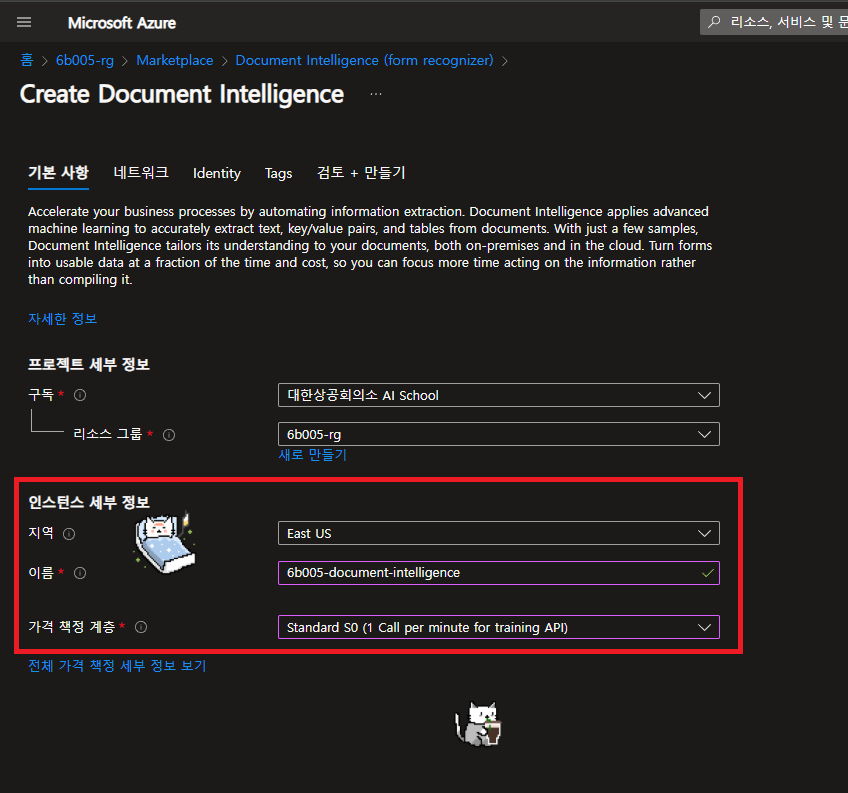 Microsoft Azure
리소스, 서비스 및 문
홈 > 6b005-rg > Marketplace > Document Intelligence (form recognizer) >
Create Document Intelligence ...
기본 사항 네트워크 Identity Tags 검토 + 만들기
Accelerate your business processes by automating information extraction. Document Intelligence applies advanced
machine learning to accurately extract text, key/value pairs, and tables from documents. With just a few samples,
Document Intelligence tailors its understanding to your documents, both on-premises and in the cloud. Turn forms
into usable data at a fraction of the time and cost, so you can focus more time acting on the information rather
than compiling it.
자세한 정보
프로젝트 세부 정보
구독 * 대한상공회의소 AI School
리소스 그룹 * 6b005-rg
새로 만들기
인스턴스 세부 정보
지역 East US
이름 * 6b005-document-intelligence
가격 책정 계층 * Standard S0 (1 Call per minute for training API)
전체 가격 책정 세부 정보 보기